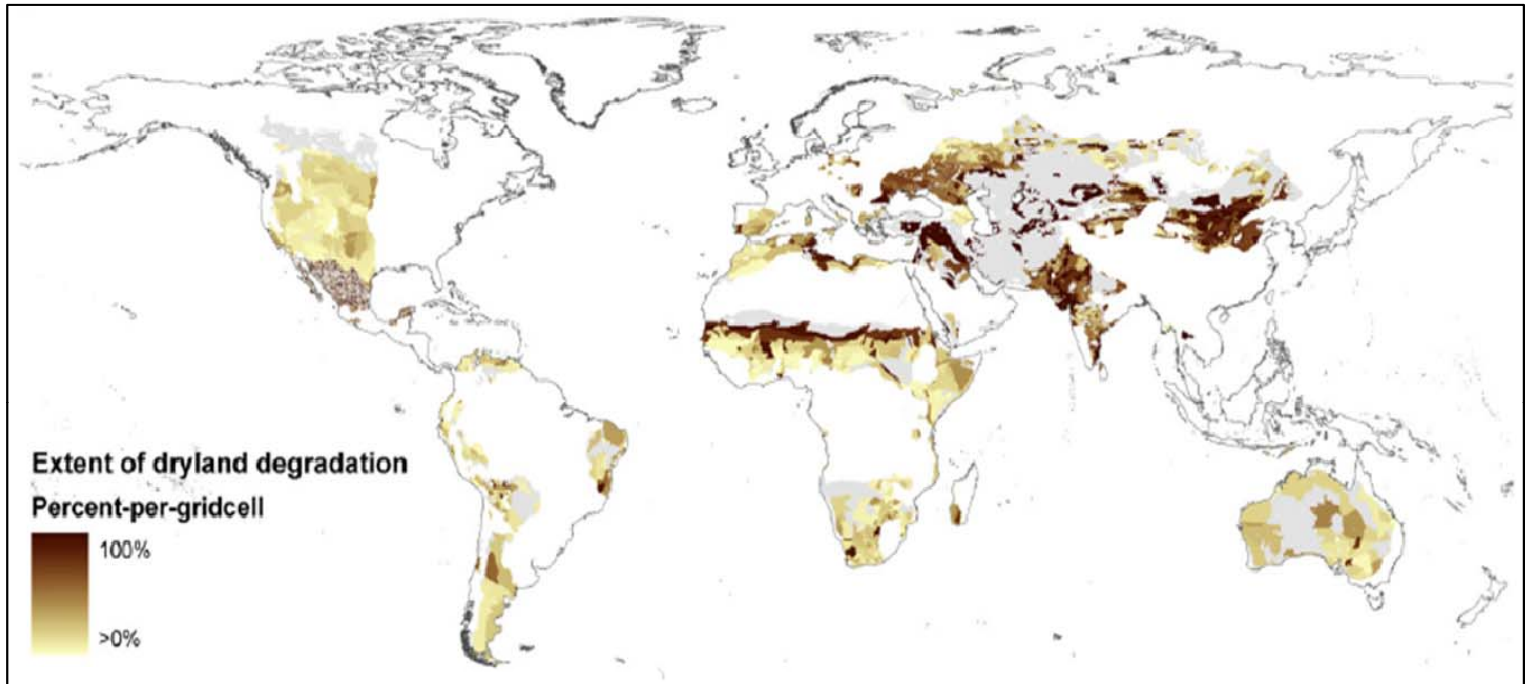 Extent of dryland degradation
Percent-per-gridcell
100%
>0%